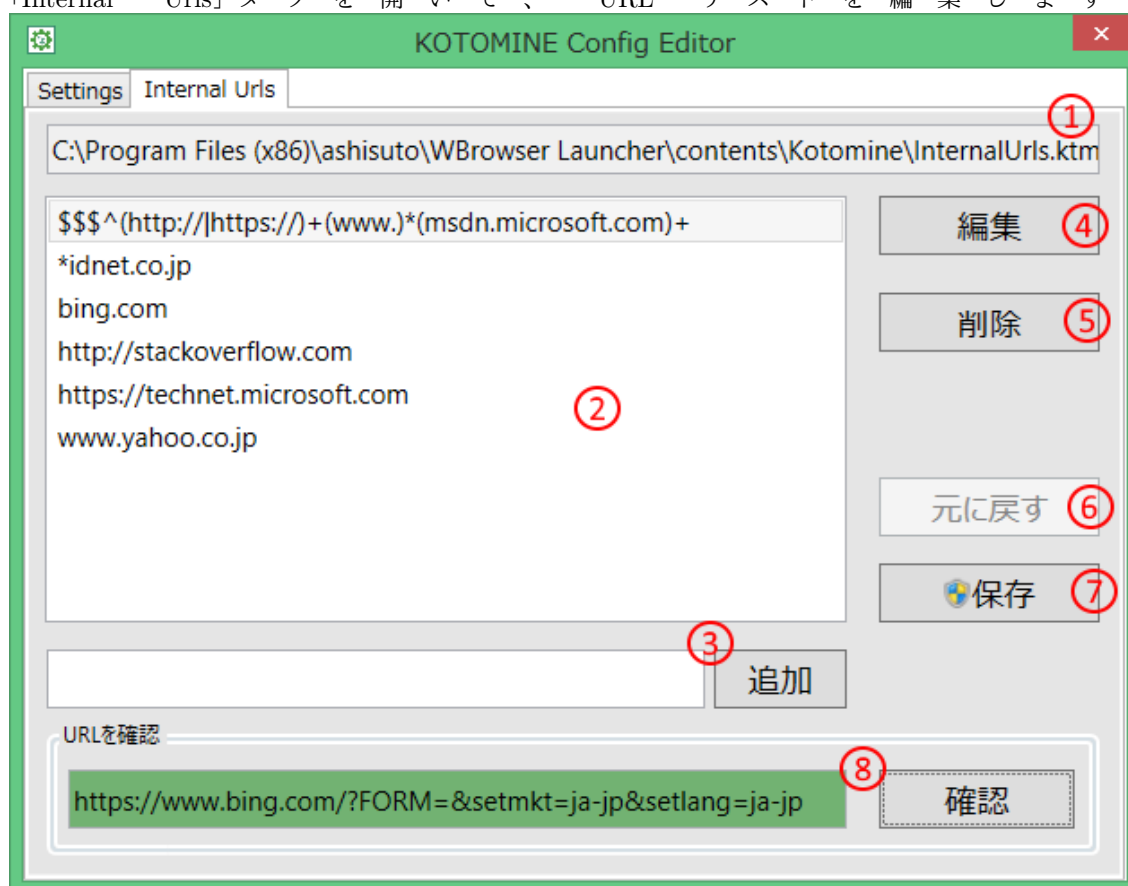 「Internal Urls」タブを開いて、URL リストを編集します
KOTOMINE Config Editor
×
Settings Internal Urls
①
C:\Program Files (x86)\ashisuto\WBrowser Launcher\contents\Kotomine\InternalUrls.ktm
$$$^(http://|https://)+(www.)*(msdn.microsoft.com)+
編集 ④
*idnet.co.jp
bing.com
削除 ⑤
http://stackoverflow.com
https://technet.microsoft.com
②
www.yahoo.co.jp
元に戻す ⑥
保存 ⑦
③
追加
URLを確認
⑧
https://www.bing.com/?FORM=&setmkt=ja-jp&setlang=ja-jp
確認